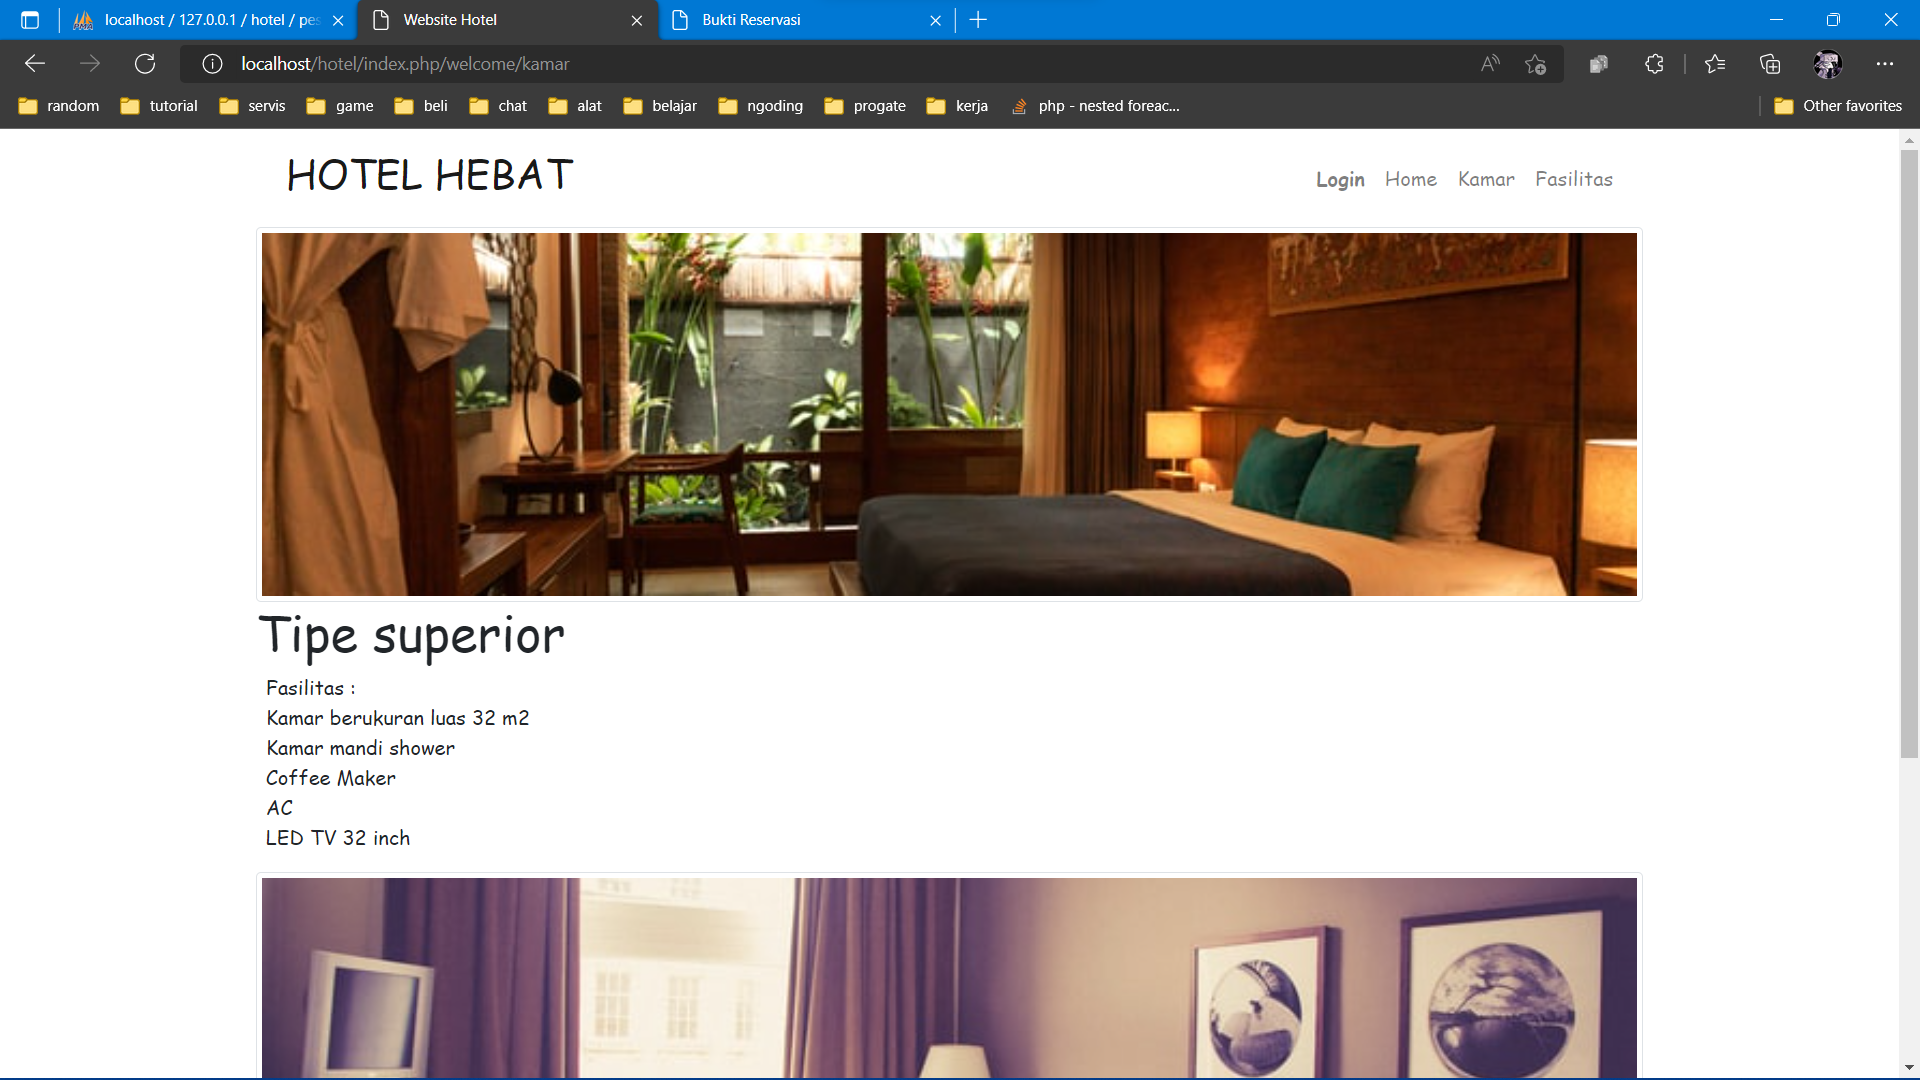 localhost / 127.0.0.1 / hotel / pes
Website Hotel
Bukti Reservasi
localhost/hotel/index.php/welcome/kamar
random
tutorial
servis
game
beli
chat
alat
belajar
ngoding
progate
kerja
php - nested foreac...
Other favorites
HOTEL HEBAT
Login Home Kamar Fasilitas
Tipe superior
Fasilitas :
Kamar berukuran luas 32 m2
Kamar mandi shower
Coffee Maker
AC
LED TV 32 inch